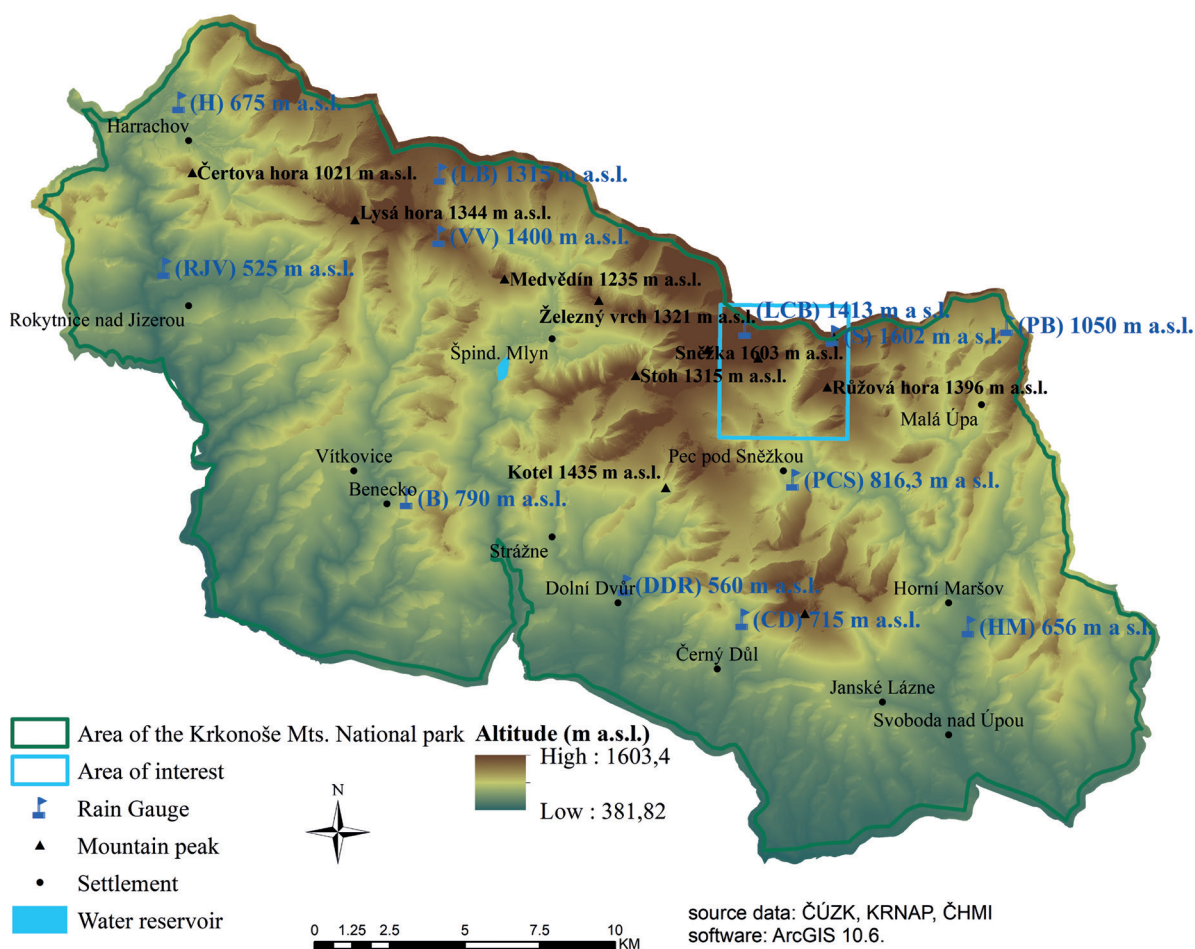 (H) 675 m a.s.l.
Harrachov
Čertova hora 1021 m a.s.l.
(LB) 1315 m a.s.l.
Lysá hora 1344 m a.s.l.
(VV) 1400 m a.s.l.
(RJV) 525 m a.s.l.
Medvědín 1235 m a.s.l.
Rokytnice nad Jizerou
Železný vrch 1321 m a.s.l.
(LCB) 1413 m a s.l.
(S) 1602 m a.s.l.
(PB) 1050 m a.s.l.
Špind. Mlyn
Sněžka 1603 m a.s.l.
Stoh 1315 m a.s.l.
Růžová hora 1396 m a.s.l.
Malá Úpa
Vítkovice
Kotel 1435 m a.s.l.
Pec pod Sněžkou
(PCS) 816,3 m a s.l.
Benecko
(B) 790 m a.s.l.
Strážne
Dolní Dvůr
(DDR) 560 m a.s.l.
Horní Maršov
(CD) 715 m a.s.l.
(HM) 656 m a s.l.
Černý Důl
Janské Lázne
Svoboda nad Úpou
Area of the Krkonoše Mts. National park
Area of interest
Rain Gauge
Mountain peak
Settlement
Water reservoir
Altitude (m a.s.l.)
High : 1603,4
Low : 381,82
N
0 1.25 2.5 5 7.5 10
KM
source data: ČÚZK, KRNAP, ČHMI
software: ArcGIS 10.6.